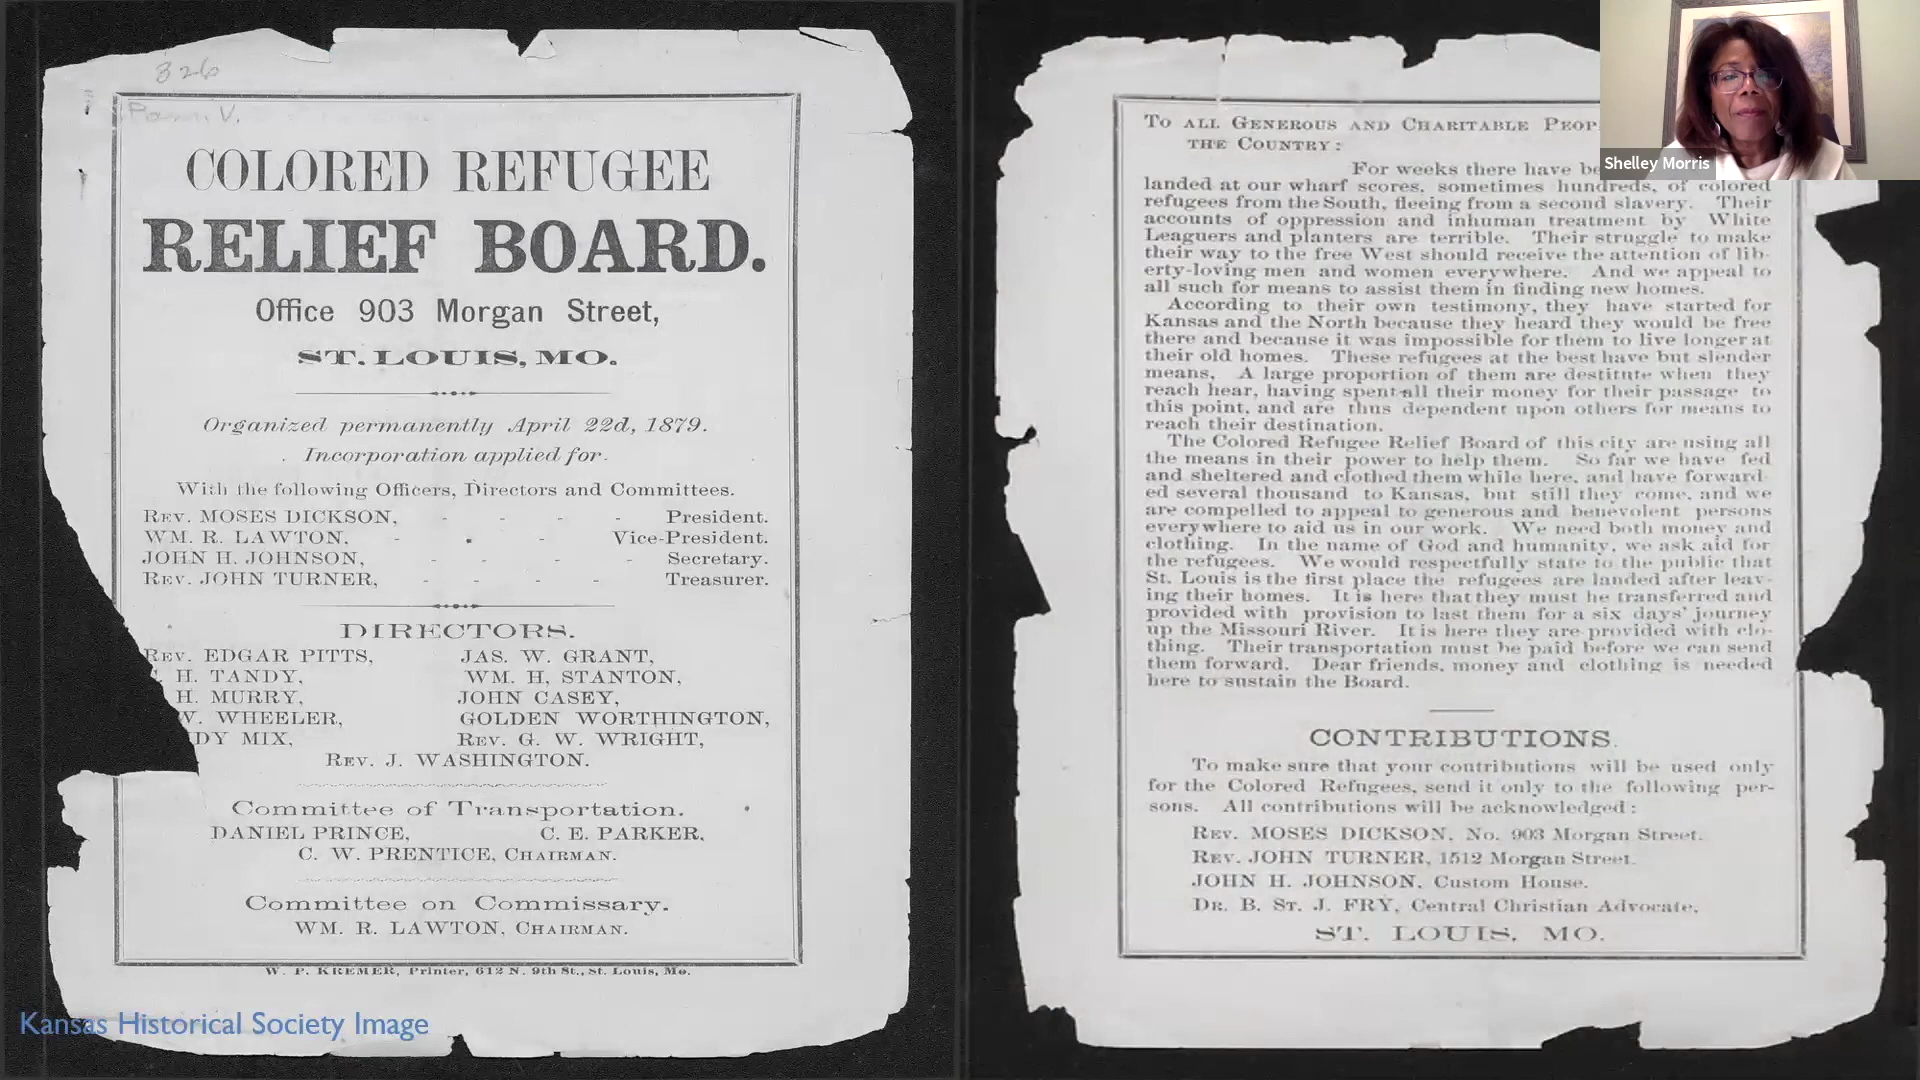 326
Pam. V.
COLORED REFUGEE
RELIEF BOARD.
Office 903 Morgan Street,
ST. LOUIS, MO.
Organized permanently April 22d, 1879.
Incorporation applied for.
With the following Officers, Directors and Committees.
REV. MOSES DICKSON, - - - - President.
WM. R. LAWTON, - - - Vice-President.
JOHN H. JOHNSON, - - - - Secretary.
REV. JOHN TURNER, - - - - Treasurer.
DIRECTORS.
REV. EDGAR PITTS, JAS. W. GRANT,
H. TANDY, WM. H, STANTON,
H. MURRY, JOHN CASEY,
W. WHEELER, GOLDEN WORTHINGTON,
DY MIX, REV. G. W. WRIGHT,
REV. J. WASHINGTON.
Committee of Transportation.
DANIEL PRINCE, C. E. PARKER,
C. W. PRENTICE, CHAIRMAN.
Committee on Commissary.
WM. R. LAWTON, CHAIRMAN.
W. P. KREMER, Printer, 612 N. 9th St., St. Louis, Mo.
Kansas Historical Society Image
TO ALL GENEROUS AND CHARITABLE PEOP
THE COUNTRY:
For weeks there have be
landed at our wharf scores, sometimes hundreds, of colored
refugees from the South, fleeing from a second slavery. Their
accounts of oppression and inhuman treatment by White
Leaguers and planters are terrible. Their struggle to make
their way to the free West should receive the attention of lib-
erty-loving men and women everywhere. And we appeal to
all such for means to assist them in finding new homes.
According to their own testimony, they have started for
Kansas and the North because they heard they would be free
there and because it was impossible for them to live longer at
their old homes. These refugees at the best have but slender
means. A large proportion of them are destitute when they
reach hear, having spent all their money for their passage to
this point, and are thus dependent upon others for means to
reach their destination.
The Colored Refugee Relief Board of this city are using all
the means in their power to help them. So far we have fed
and sheltered and clothed them while here, and have forward-
ed several thousand to Kansas, but still they come, and we
are compelled to appeal to generous and benevolent persons
everywhere to aid us in our work. We need both money and
clothing. In the name of God and humanity, we ask aid for
the refugees. We would respectfully state to the public that
St. Louis is the first place the refugees are landed after leav-
ing their homes. It is here that they must be transferred and
provided with provision to last them for a six days' journey
up the Missouri River. It is here they are provided with clo-
thing. Their transportation must be paid before we can send
them forward. Dear friends, money and clothing is needed
here to sustain the Board.
CONTRIBUTIONS.
To make sure that your contributions will be used only
for the Colored Refugees, send it only to the following per-
sons. All contributions will be acknowledged:
REV. MOSES DICKSON, No. 903 Morgan Street.
REV. JOHN TURNER, 1512 Morgan Street.
JOHN H. JOHNSON, Custom House.
DR. B. ST. J. FRY, Central Christian Advocate,
ST. LOUIS, MO.
Shelley Morris